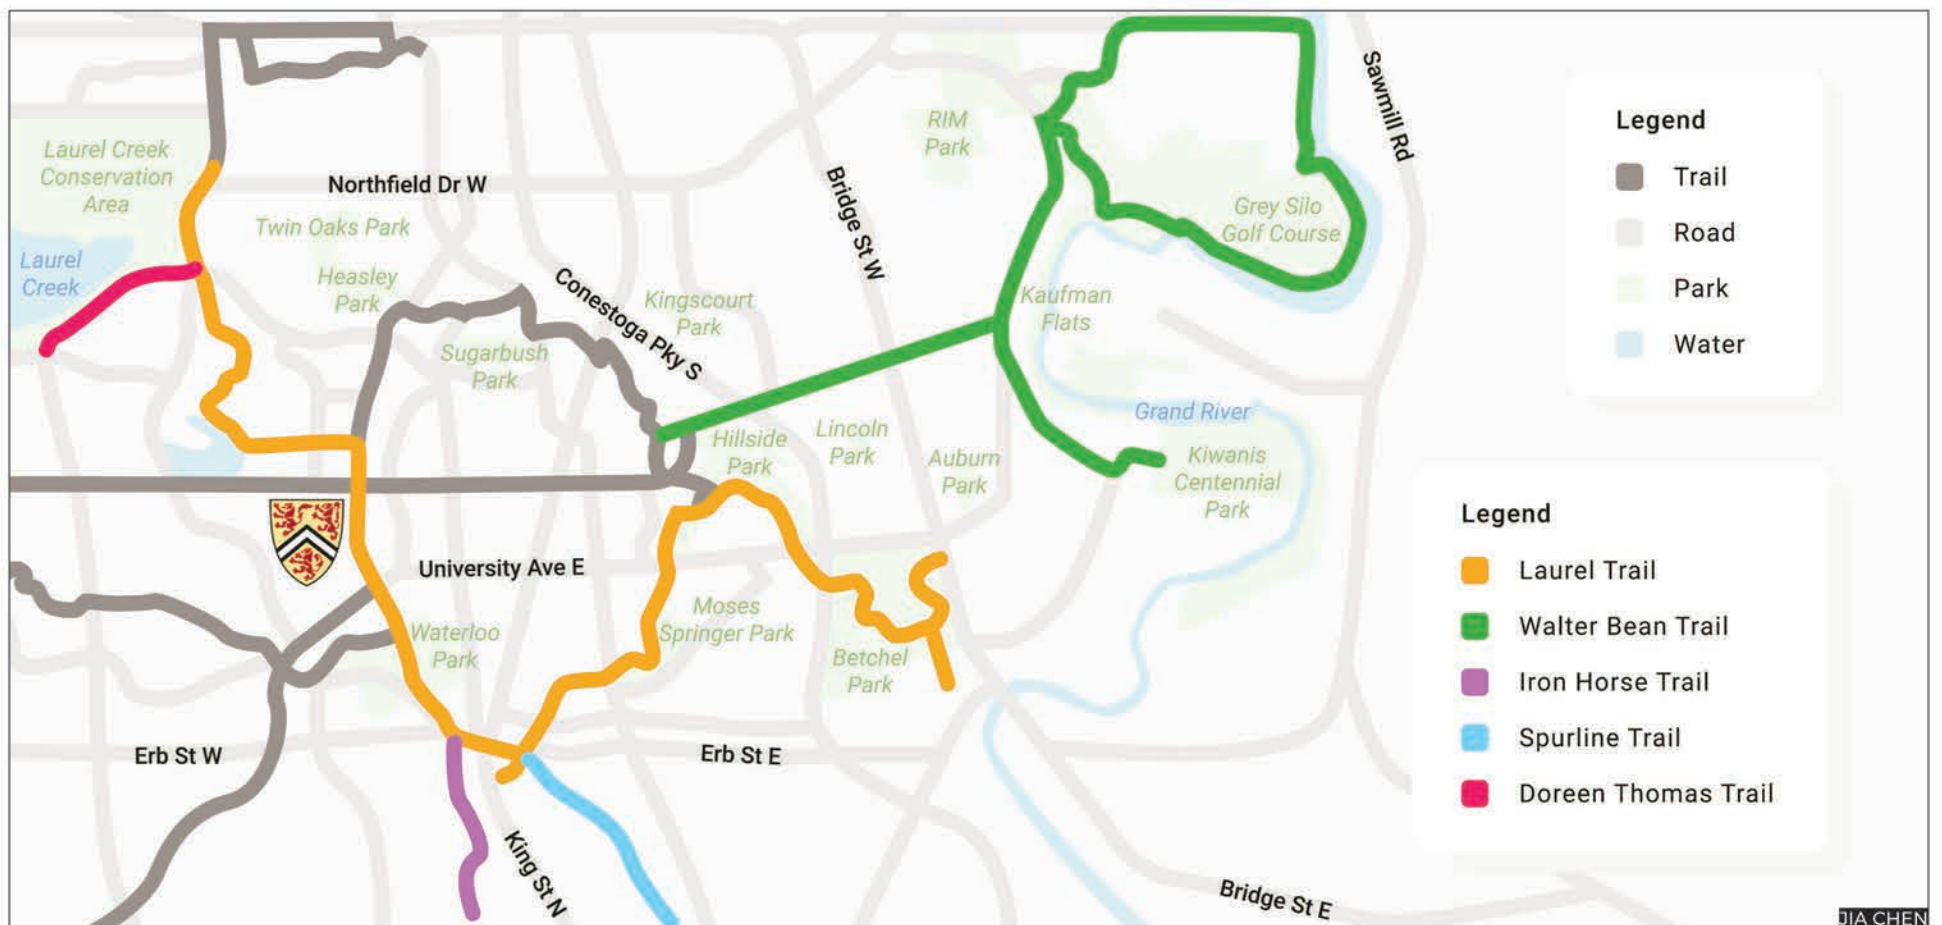 Laurel Creek
Conservation
Area
Laurel
Creek
Northfield Dr W
Twin Oaks Park
Heasley
Park
Sugarbush
Park
Conestoga Pky S
Kingscourt
Park
Bridge St W
RIM
Park
Sawmill Rd
Grey Silo
Golf Course
Kaufman
Flats
Grand River
Kiwanis
Centennial
Park
Hillside
Park
Lincoln
Park
Auburn
Park
University Ave E
Waterloo
Park
Moses
Springer Park
Betchel
Park
Erb St W
Erb St E
King St N
Bridge St E
Legend
Trail
Road
Park
Water
Legend
Laurel Trail
Walter Bean Trail
Iron Horse Trail
Spurline Trail
Doreen Thomas Trail
JIA CHEN